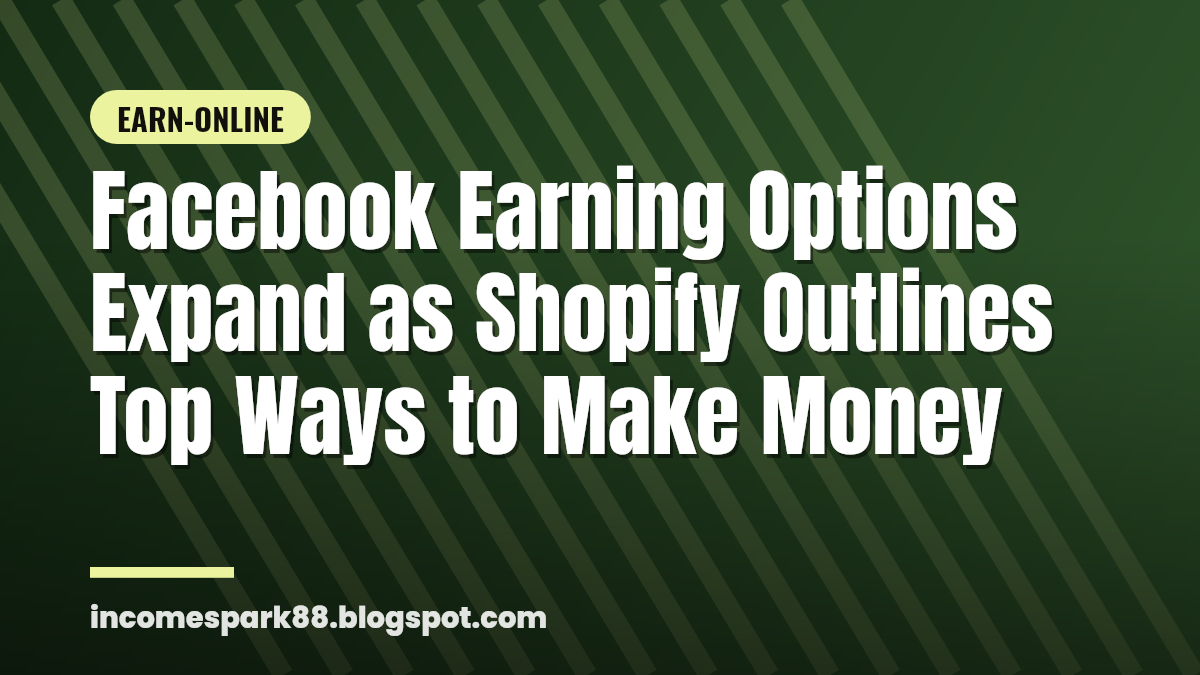 EARN-ONLINE
Facebook Earning Options
Expand as Shopify Outlines
Top Ways to Make Money
incomespark88.blogspot.com